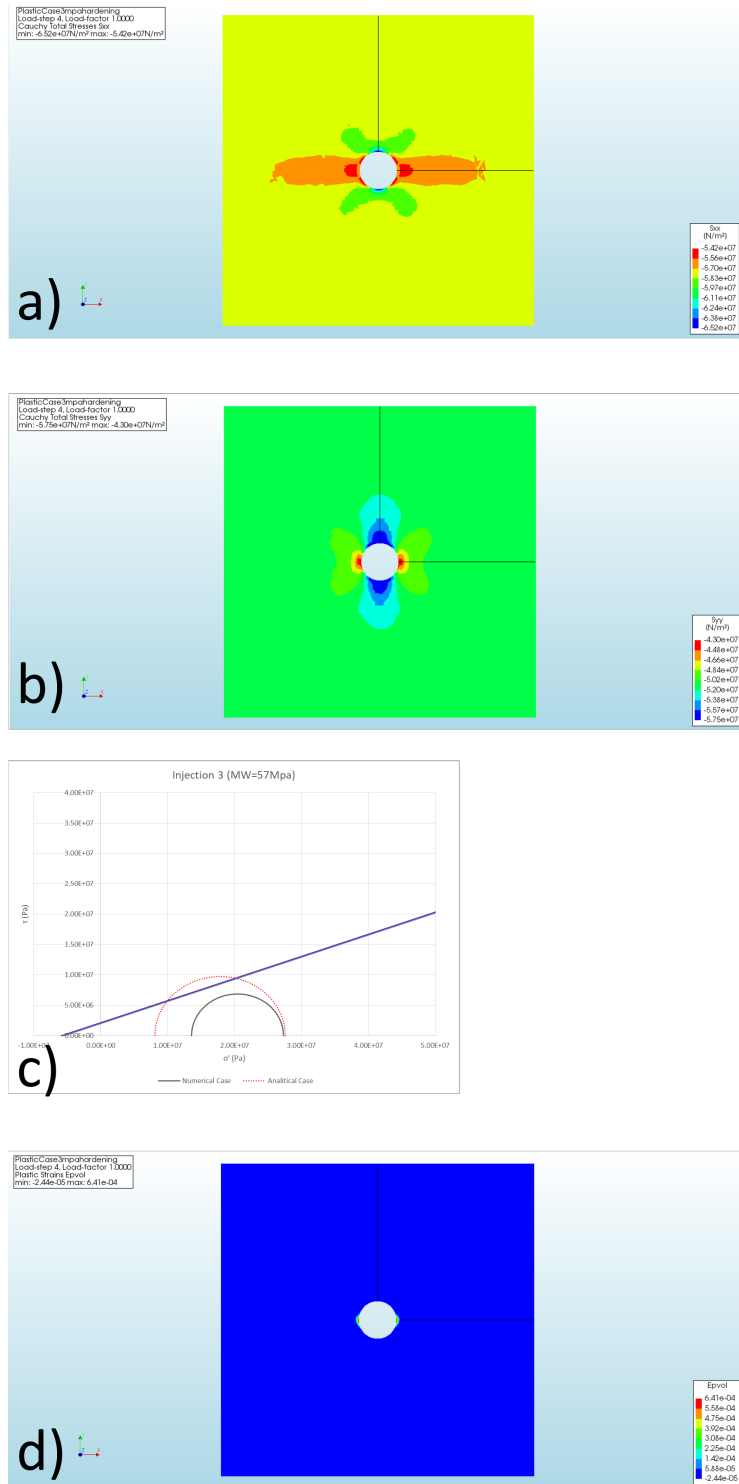 PlasticCase3mpahardening
Load-step 4, Load-factor 1.0000
Cauchy Total Stresses Sxx
min: -6.52e+07N/m² max: -5.42e+07N/m²
Sxx
(N/m²)
-5.42e+07
-5.56e+07
-5.70e+07
-5.83e+07
-5.97e+07
-6.11e+07
-6.24e+07
-6.38e+07
-6.52e+07
a)
Y
Z X
PlasticCase3mpahardening
Load-step 4, Load-factor 1.0000
Cauchy Total Stresses Syy
min: -5.75e+07N/m² max: -4.30e+07N/m²
Syy
(N/m²)
-4.30e+07
-4.48e+07
-4.66e+07
-4.84e+07
-5.02e+07
-5.20e+07
-5.38e+07
-5.57e+07
-5.75e+07
b)
Y
Z X
Injection 3 (MW=57Mpa)
4.00E+07
3.50E+07
3.00E+07
2.50E+07
2.00E+07
1.50E+07
1.00E+07
5.00E+06
0.00E+00
τ (Pa)
-1.00E+07 0.00E+00 1.00E+07 2.00E+07 3.00E+07 4.00E+07 5.00E+07
σ' (Pa)
Numerical Case Analitical Case
c)
PlasticCase3mpahardening
Load-step 4, Load-factor 1.0000
Plastic Strains Epvol
min: -2.44e-05 max: 6.41e-04
Epvol
6.41e-04
5.58e-04
4.75e-04
3.92e-04
3.08e-04
2.25e-04
1.42e-04
5.88e-05
-2.44e-05
d)
Y
Z X